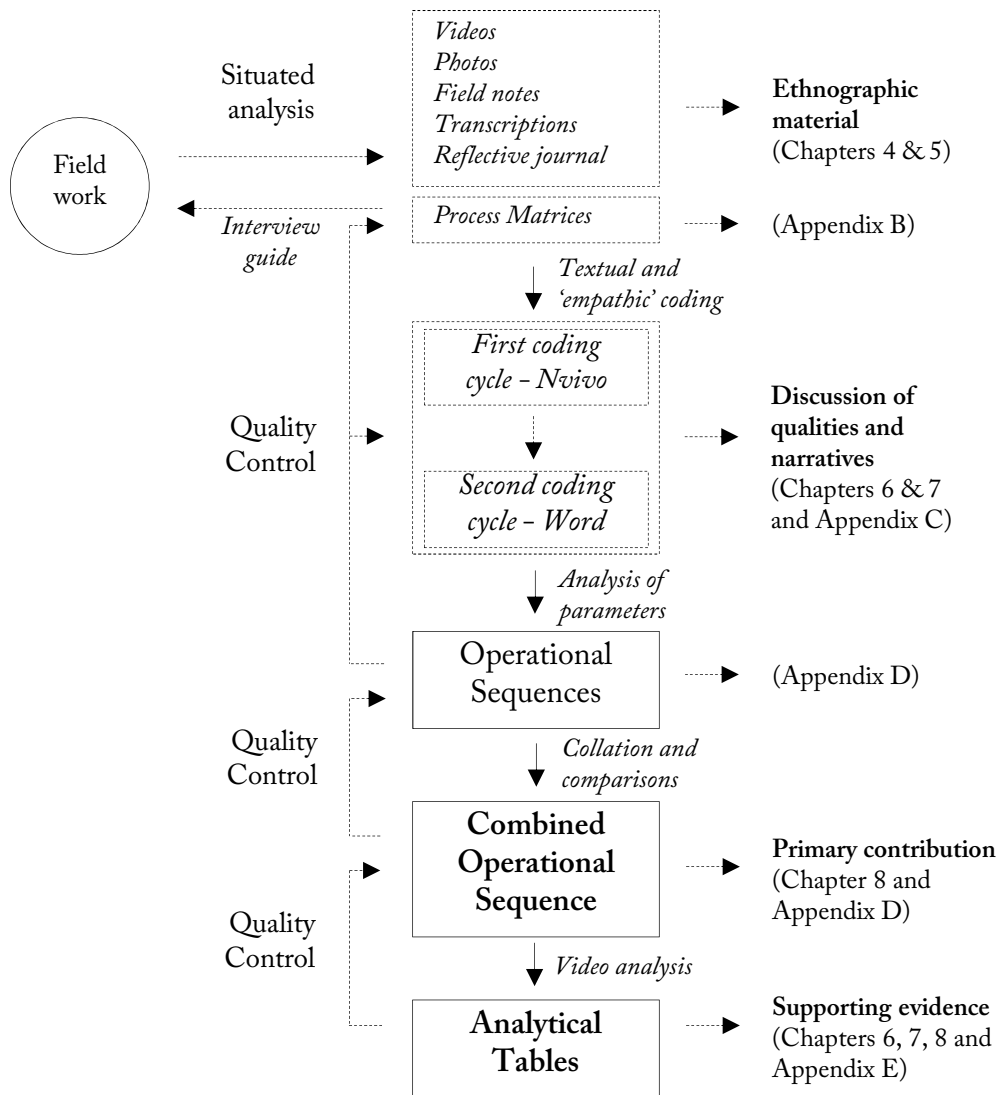 Videos
Photos
Field notes
Transcriptions
Reflective journal
Situated
analysis
Ethnographic
material
(Chapters 4 & 5)
Field
work
Process Matrices
(Appendix B)
Interview
guide
Textual and
‘empathic’ coding
First coding
cycle – Nvivo
Quality
Control
Discussion of
qualities and
narratives
(Chapters 6 & 7
and Appendix C)
Second coding
cycle – Word
Analysis of
parameters
Operational
Sequences
(Appendix D)
Quality
Control
Collation and
comparisons
Combined
Operational
Sequence
Primary contribution
(Chapter 8 and
Appendix D)
Quality
Control
Video analysis
Analytical
Tables
Supporting evidence
(Chapters 6, 7, 8 and
Appendix E)